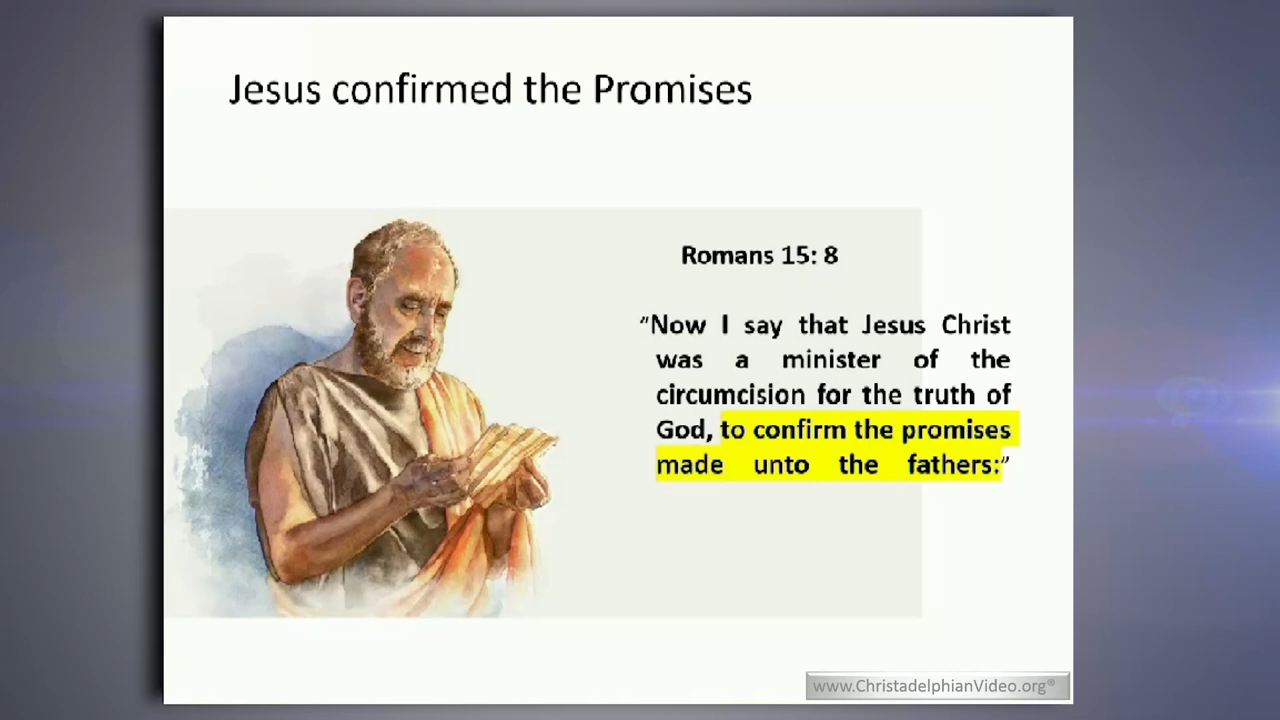 Jesus confirmed the Promises
Romans 15: 8
"Now I say that Jesus Christ
was a minister of the
circumcision for the truth of
God, to confirm the promises
made unto the fathers:"
www.ChristadelphianVideo.org®